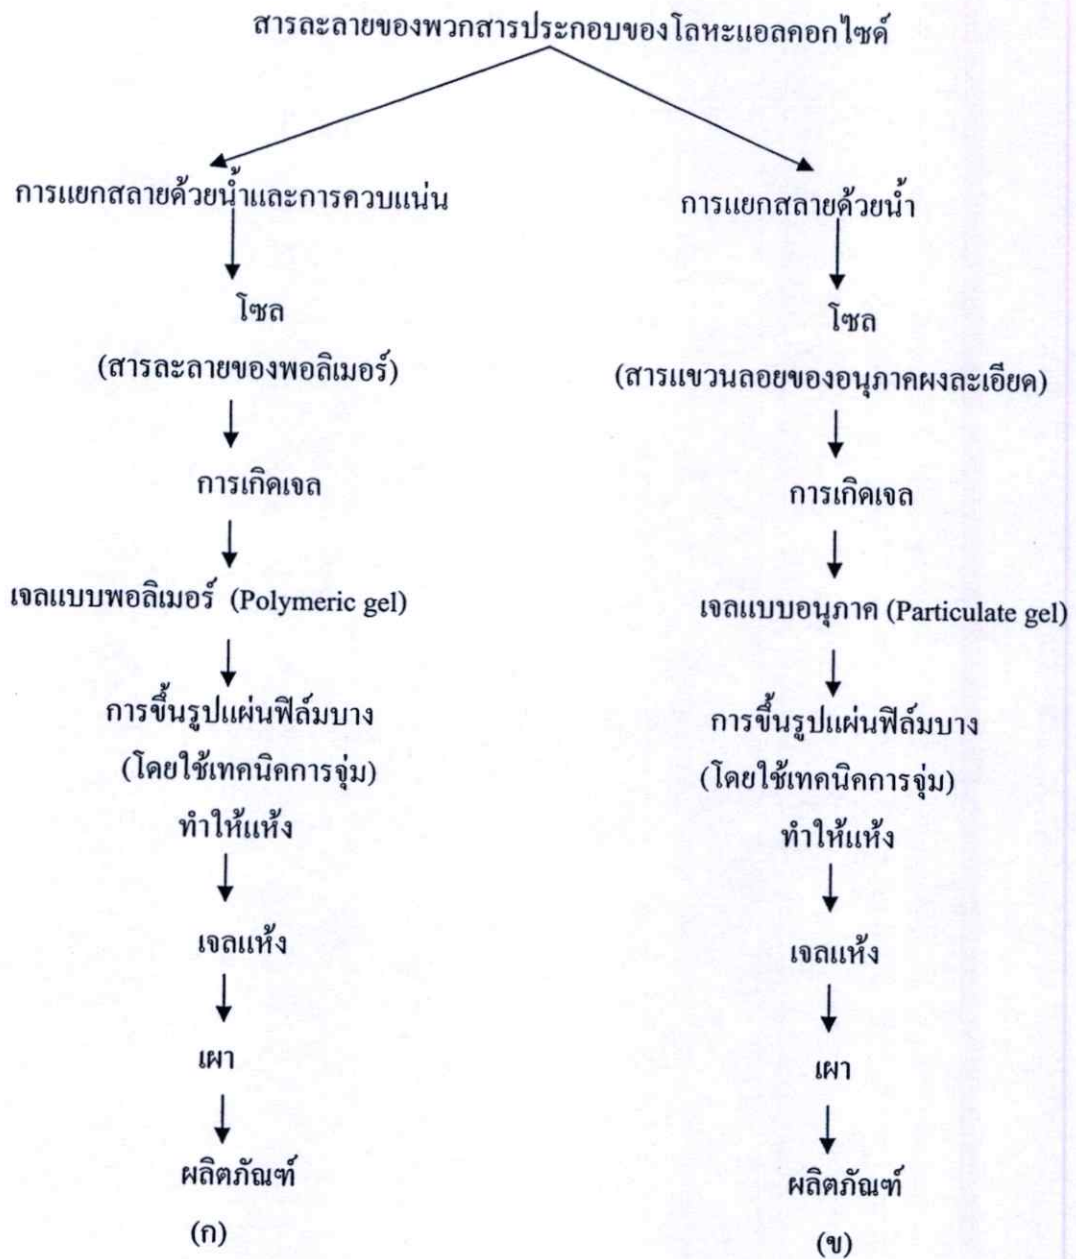 สารละลายของพวกสารประกอบของโลหะแอลคอกไซด์
การแยกสลายด้วยน้ำและการควบแน่น
โซล
(สารละลายของพอลิเมอร์)
การเกิดเจล
เจลแบบพอลิเมอร์ (Polymeric gel)
การขึ้นรูปแผ่นฟิล์มบาง
(โดยใช้เทคนิคการจุ่ม)
ทำให้แห้ง
เจลแห้ง
เผา
ผลิตภัณฑ์
(ก)
การแยกสลายด้วยน้ำ
โซล
(สารแขวนลอยของอนุภาคผงละเอียด)
การเกิดเจล
เจลแบบอนุภาค (Particulate gel)
การขึ้นรูปแผ่นฟิล์มบาง
(โดยใช้เทคนิคการจุ่ม)
ทำให้แห้ง
เจลแห้ง
เผา
ผลิตภัณฑ์
(ข)